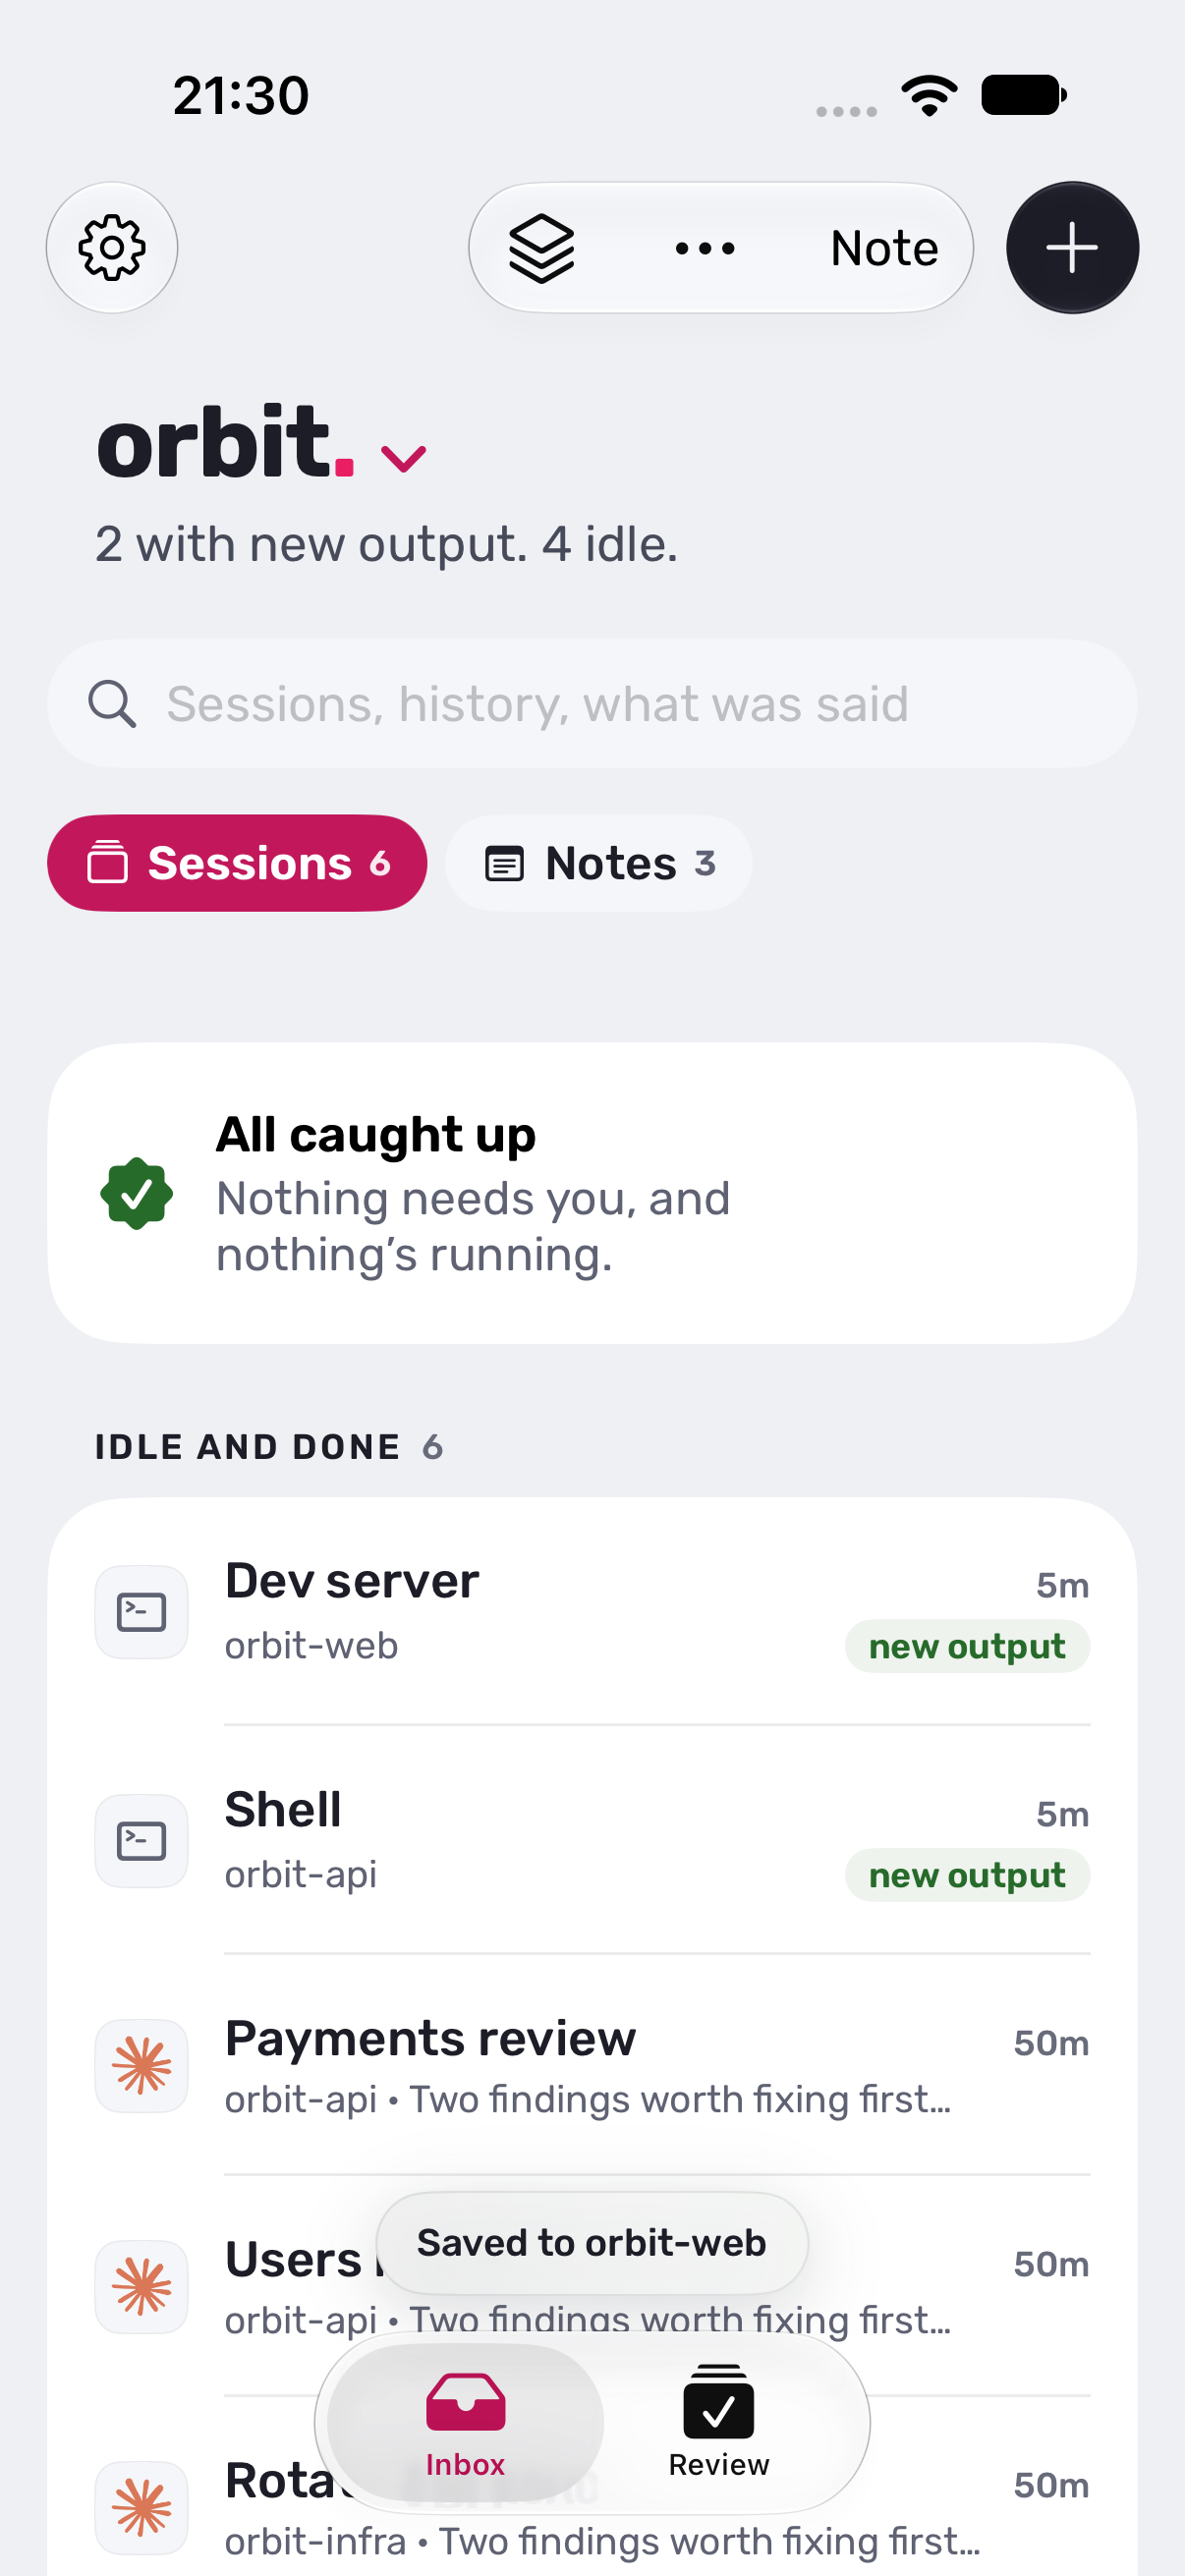 21:30
Note
orbit.
2 with new output. 4 idle.
Sessions, history, what was said
Sessions 6
Notes 3
All caught up
Nothing needs you, and
nothing’s running.
IDLE AND DONE 6
Dev server
5m
orbit-web
new output
Shell
5m
orbit-api
new output
Payments review
50m
orbit-api • Two findings worth fixing first...
Saved to orbit-web
Users
50m
orbit-api • Two findings worth fixing first...
Inbox
Review
50m
orbit-infra • Two findings worth fixing first...